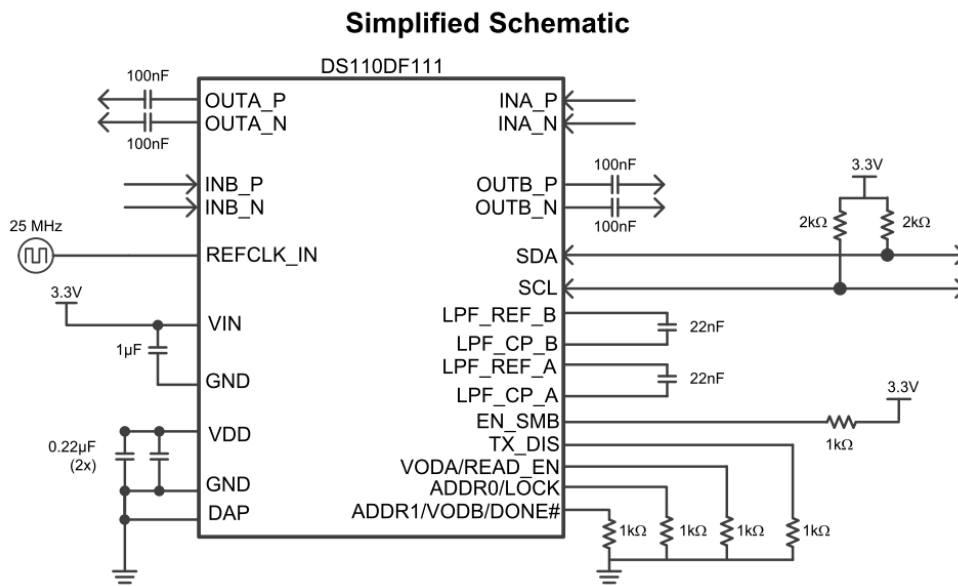 Simplified Schematic
DS110DF111
100nF
OUTA_P
OUTA_N
100nF
INA_P
INA_N
INB_P
INB_N
100nF
OUTB_P
OUTB_N
100nF
3.3V
2kΩ
2kΩ
25 MHz
REFCLK_IN
SDA
SCL
3.3V
VIN
1µF
GND
LPF_REF_B
LPF_CP_B
22nF
LPF_REF_A
LPF_CP_A
22nF
3.3V
EN_SMB
1kΩ
TX_DIS
VODA/READ_EN
ADDR0/LOCK
ADDR1/VODB/DONE#
0.22µF
(2x)
VDD
GND
DAP
1kΩ
1kΩ
1kΩ
1kΩ